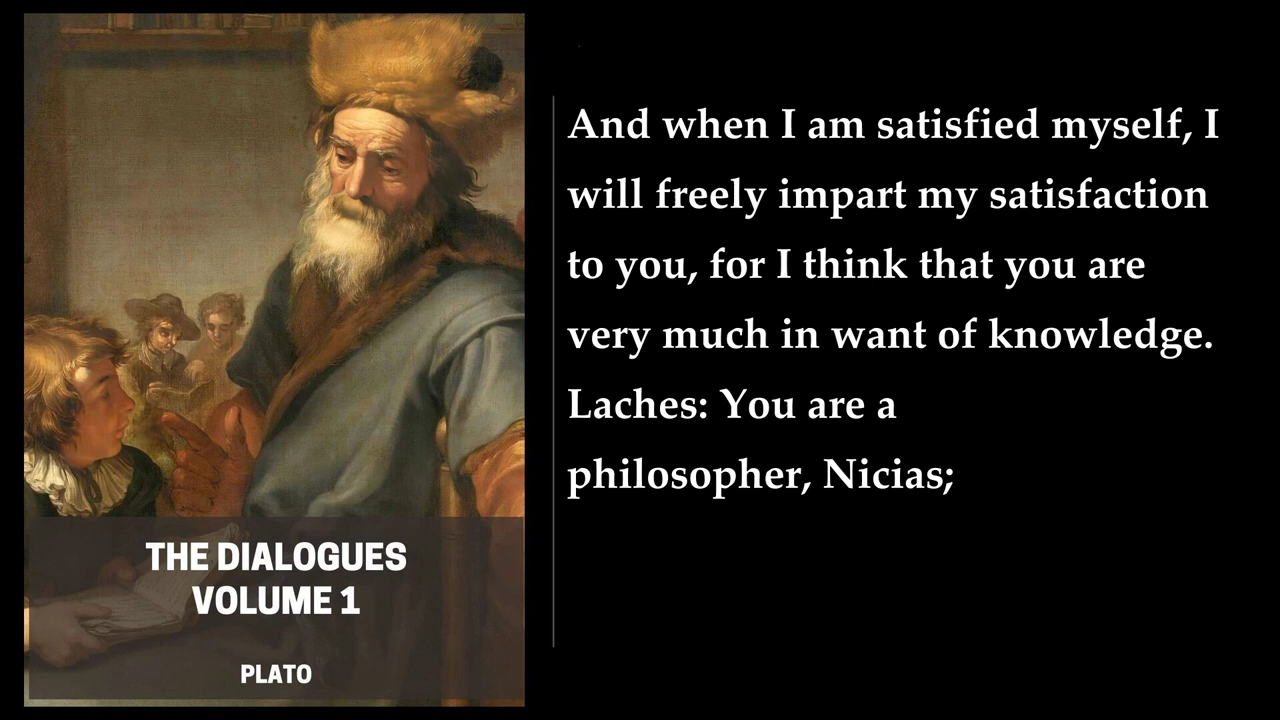 THE DIALOGUES
VOLUME 1
PLATO
And when I am satisfied myself, I
will freely impart my satisfaction
to you, for I think that you are
very much in want of knowledge.
Laches: You are a
philosopher, Nicias;